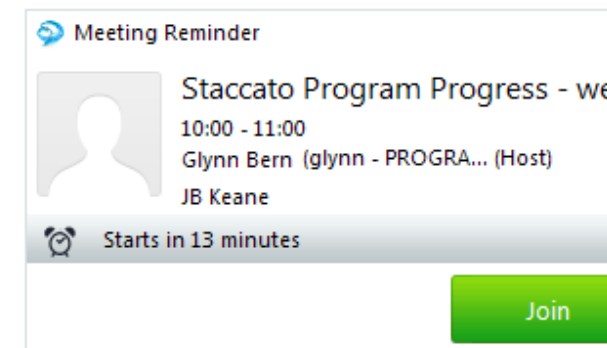 Meeting Reminder
Staccato Program Progress - we
10:00 - 11:00
Glynn Bern (glynn - PROGRA... (Host)
JB Keane
Starts in 13 minutes
Join